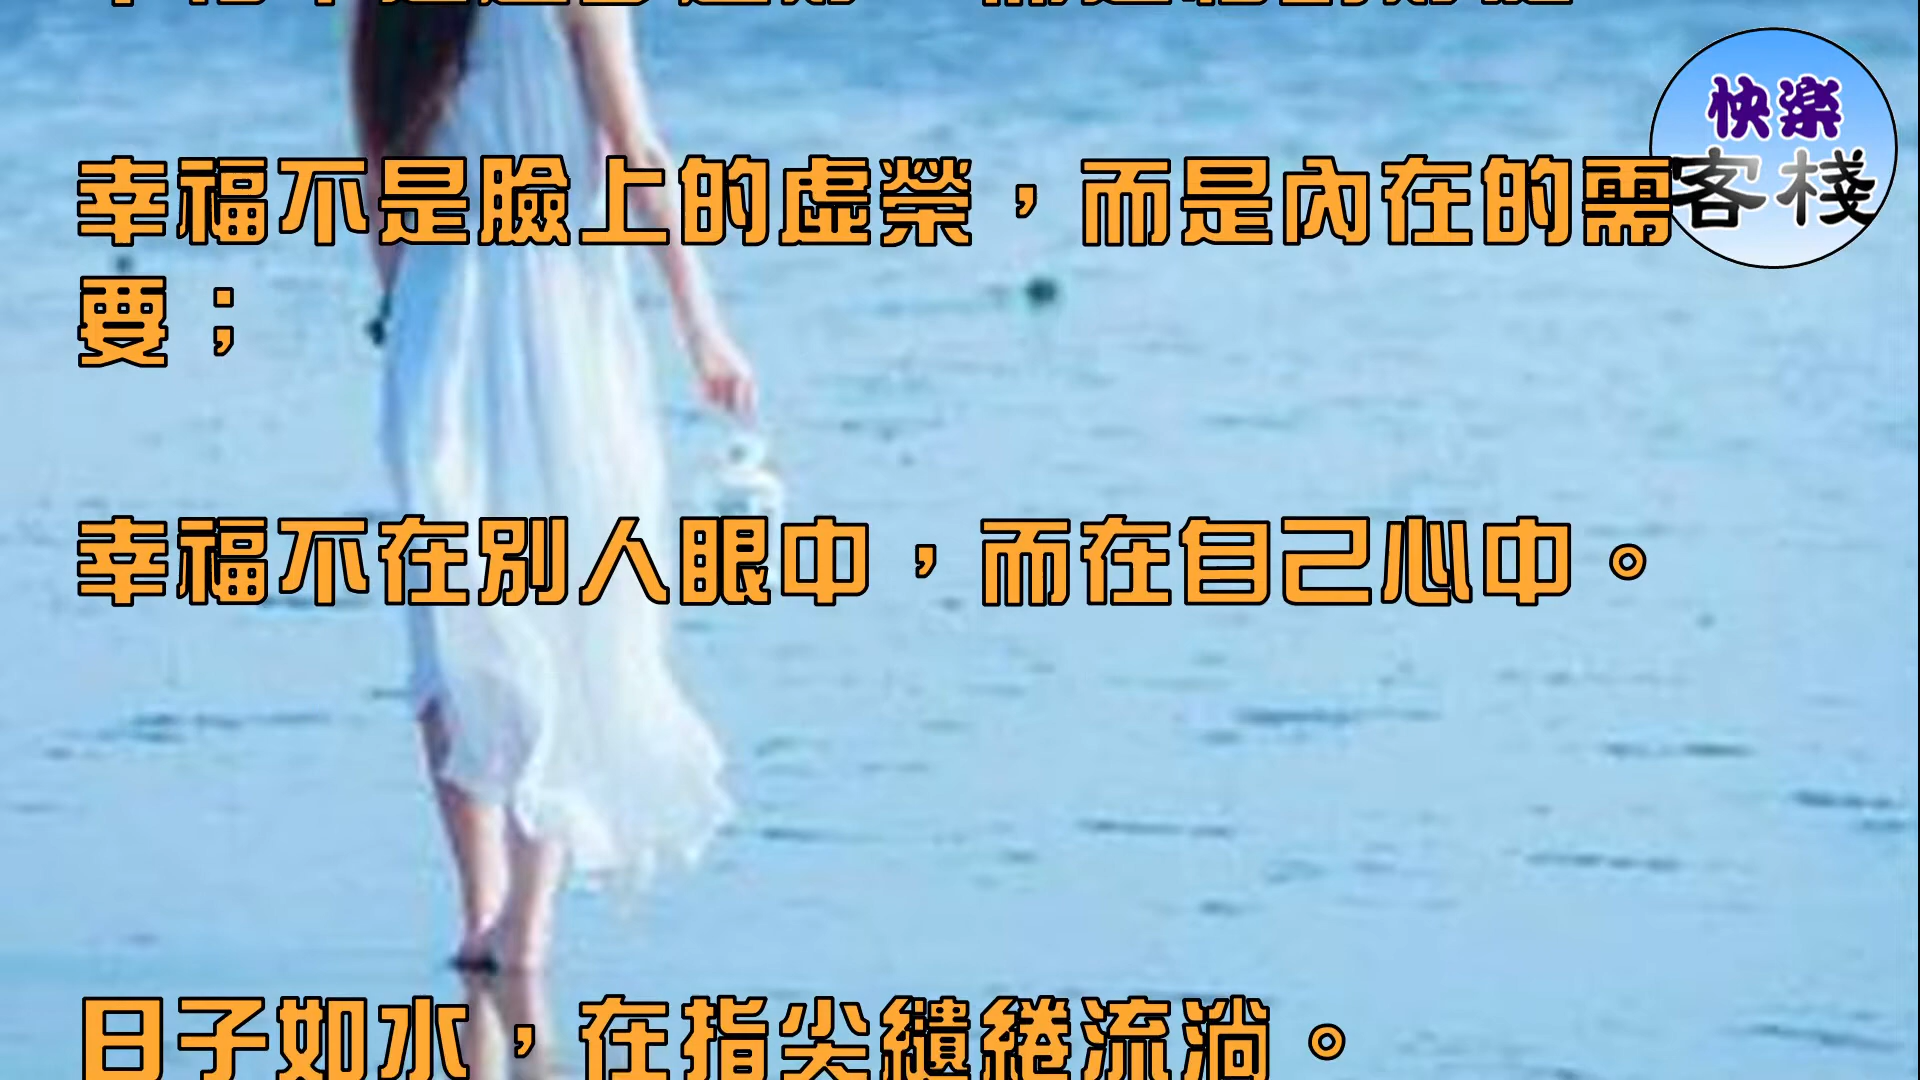 快樂
客棧
幸福不是臉上的虛榮，而是內在的需
要；
幸福不在別人眼中，而在自己心中。
日子如水，在指尖繾綣流淌。